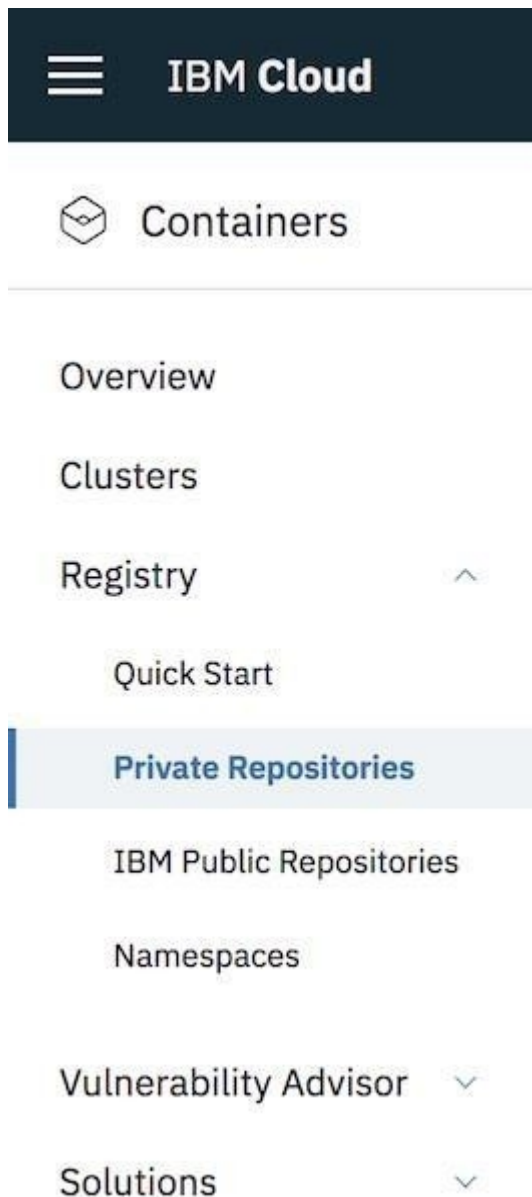 IBM Cloud
Containers
Overview
Clusters
Registry
Quick Start
Private Repositories
IBM Public Repositories
Namespaces
Vulnerability Advisor
Solutions